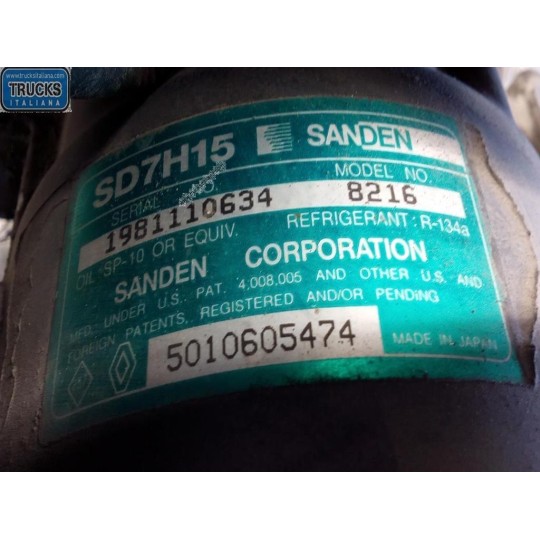 www.trucksitaliana.com
TRUCKS
ITALIANA
SD7H15 SANDEN
SERIAL NO. MODEL NO.
1981110634 8216
OIL: SP-10 OR EQUIV. REFRIGERANT: R-134a
SANDEN CORPORATION
MFD. UNDER U.S. PAT. 4,008,005 AND OTHER U.S. AND
FOREIGN PATENTS, REGISTERED AND/OR PENDING
5010605474 MADE IN JAPAN